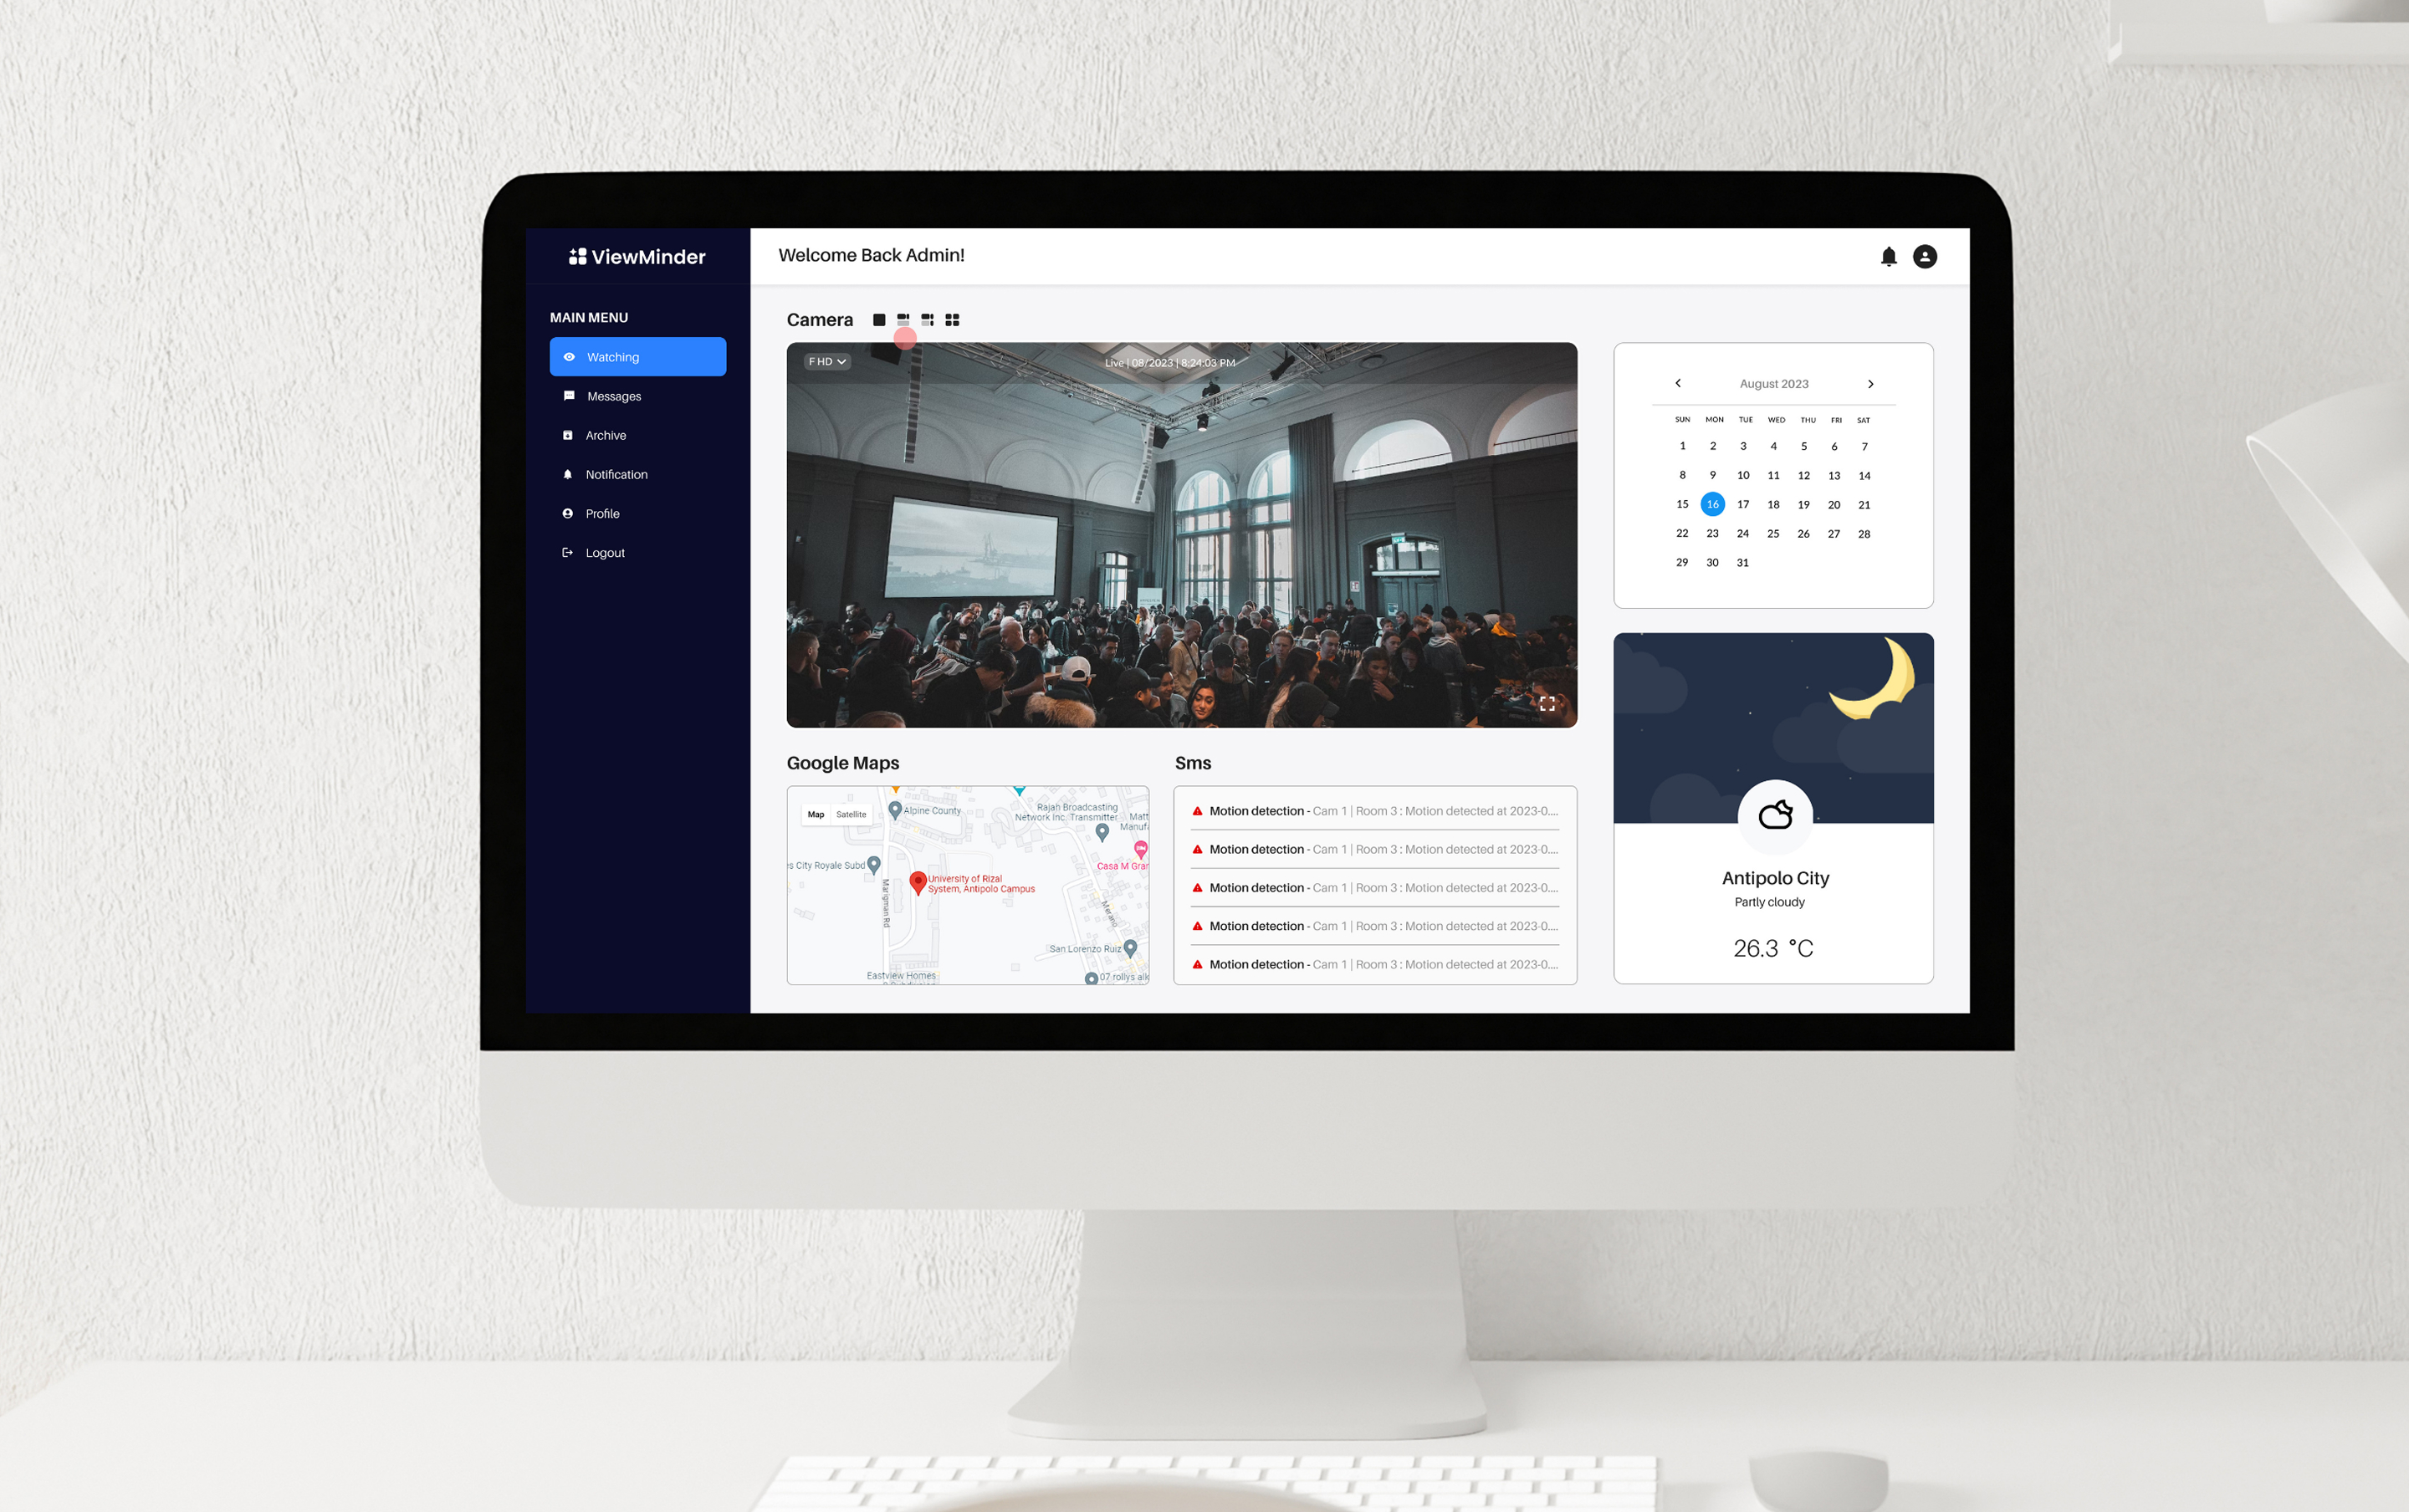 ViewMinder
Welcome Back Admin!
MAIN MENU
Watching
Messages
Archive
Notification
Profile
Logout
Camera
F HD
Live | 08/2023 | 8:24:03 PM
August 2023
SUN MON TUE WED THU FRI SAT
1 2 3 4 5 6 7
8 9 10 11 12 13 14
15 16 17 18 19 20 21
22 23 24 25 26 27 28
29 30 31
Google Maps
Map Satellite
Alpine County
Rajah Broadcasting
Network Inc. Transmitter
Matt
Manufa
s City Royale Subd
Casa M Gran
University of Rizal
System, Antipolo Campus
Marigman Rd
Merano
San Lorenzo Ruiz
Eastview Homes
07 rollys alk
Sms
Motion detection - Cam 1 | Room 3 : Motion detected at 2023-0....
Motion detection - Cam 1 | Room 3 : Motion detected at 2023-0....
Motion detection - Cam 1 | Room 3 : Motion detected at 2023-0....
Motion detection - Cam 1 | Room 3 : Motion detected at 2023-0....
Motion detection - Cam 1 | Room 3 : Motion detected at 2023-0....
Antipolo City
Partly cloudy
26.3 °C